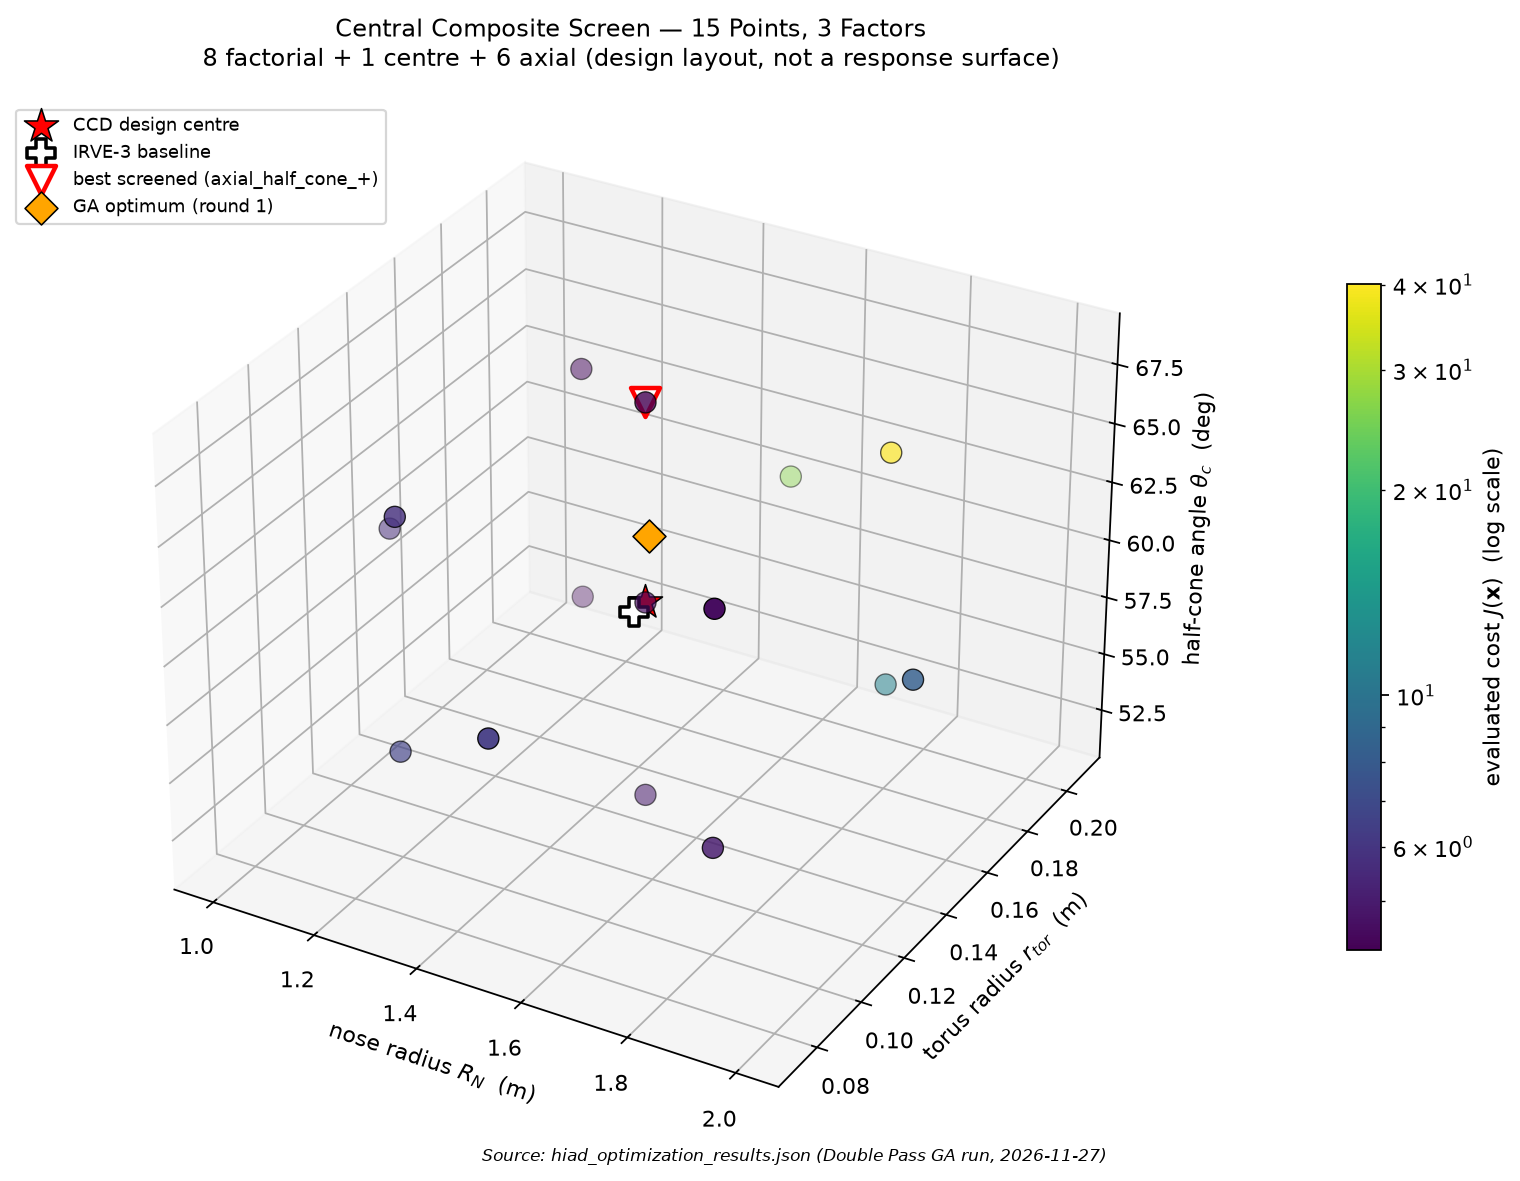 Central Composite Screen — 15 Points, 3 Factors
8 factorial + 1 centre + 6 axial (design layout, not a response surface)
CCD design centre
IRVE-3 baseline
best screened (axial_half_cone_+)
GA optimum (round 1)
67.5
65.0
62.5
60.0
57.5
55.0
52.5
half-cone angle θ_c (deg)
0.20
0.18
0.16
0.14
0.12
0.10
0.08
torus radius r_tor (m)
1.0
1.2
1.4
1.6
1.8
2.0
nose radius R_N (m)
4 × 10¹
3 × 10¹
2 × 10¹
10¹
6 × 10⁰
evaluated cost J(x) (log scale)
Source: hiad_optimization_results.json (Double Pass GA run, 2026-11-27)